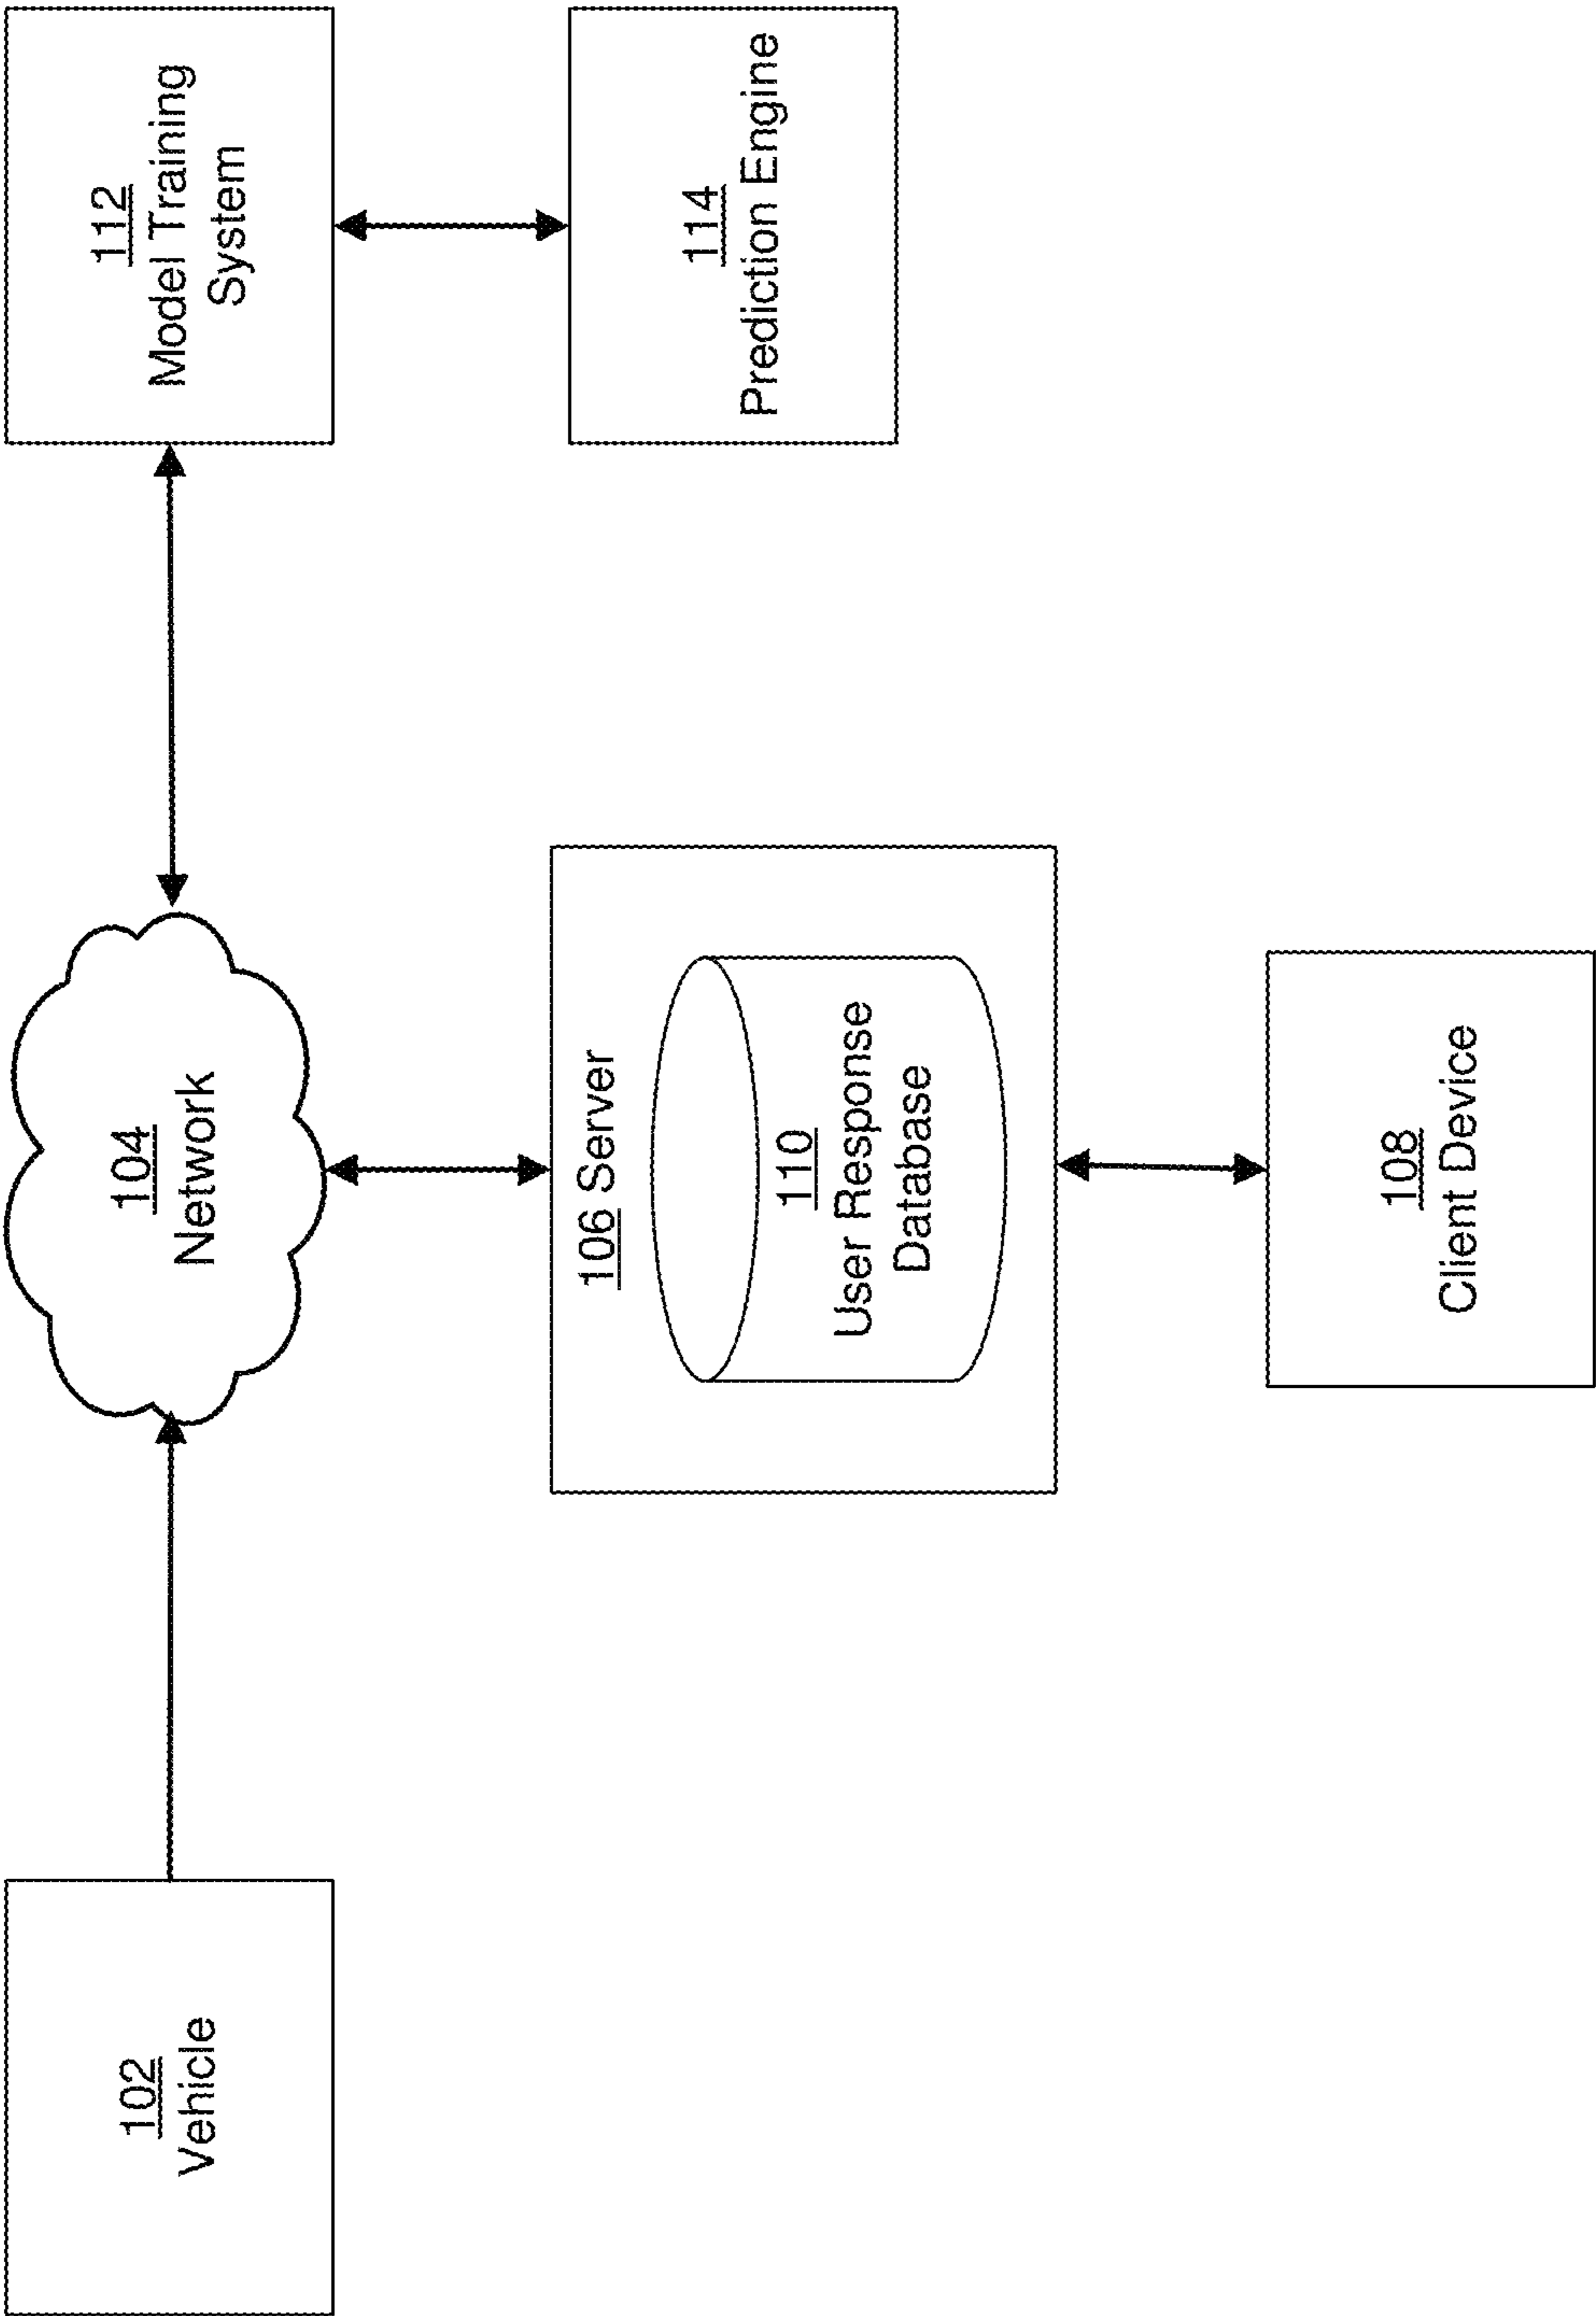 102
Vehicle
104
Network
112
Model Training
System
106 Server
110
User Response
Database
114
Prediction Engine
108
Client Device